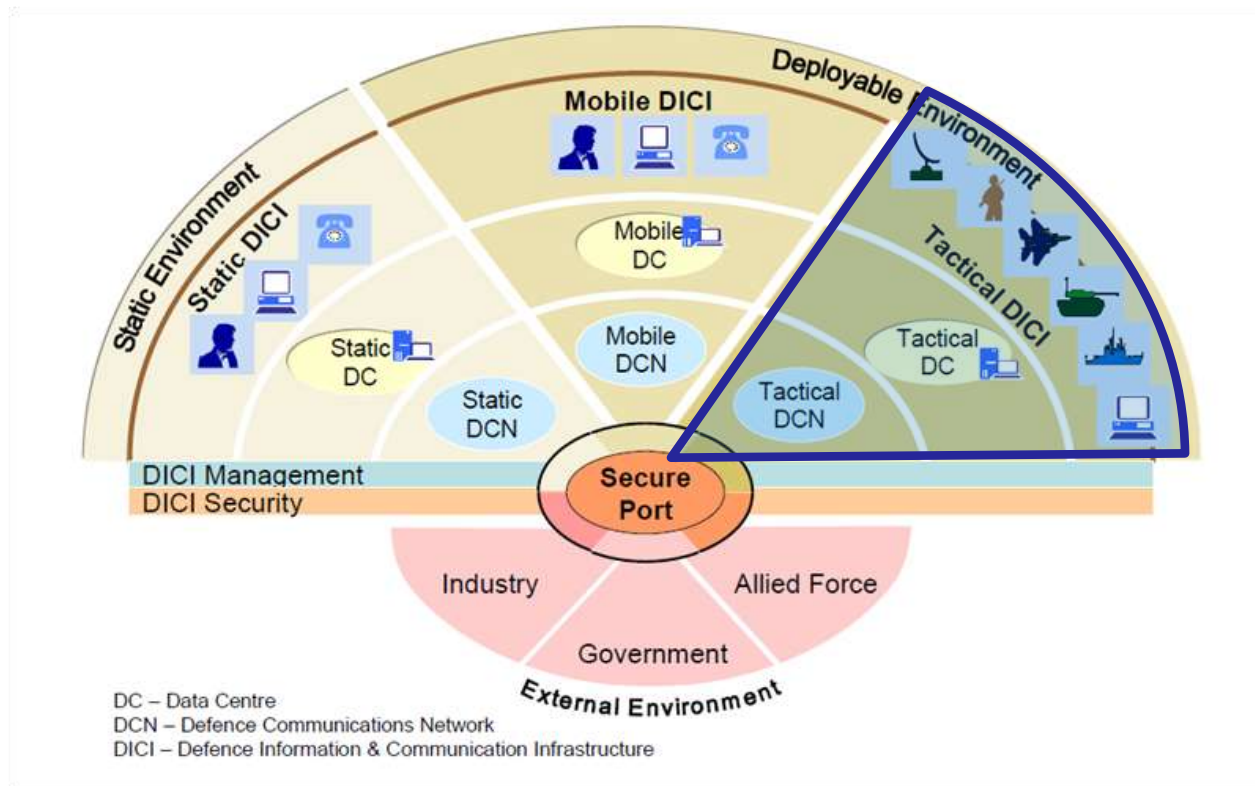 Deployable Environment
Mobile DICI
Static Environment
Static DICI
Tactical DICI
Mobile
DC
Static
DC
Tactical
DC
Mobile
DCN
Static
DCN
Tactical
DCN
DICI Management
DICI Security
Secure
Port
Industry
Allied Force
Government
External Environment
DC – Data Centre
DCN – Defence Communications Network
DICI – Defence Information & Communication Infrastructure